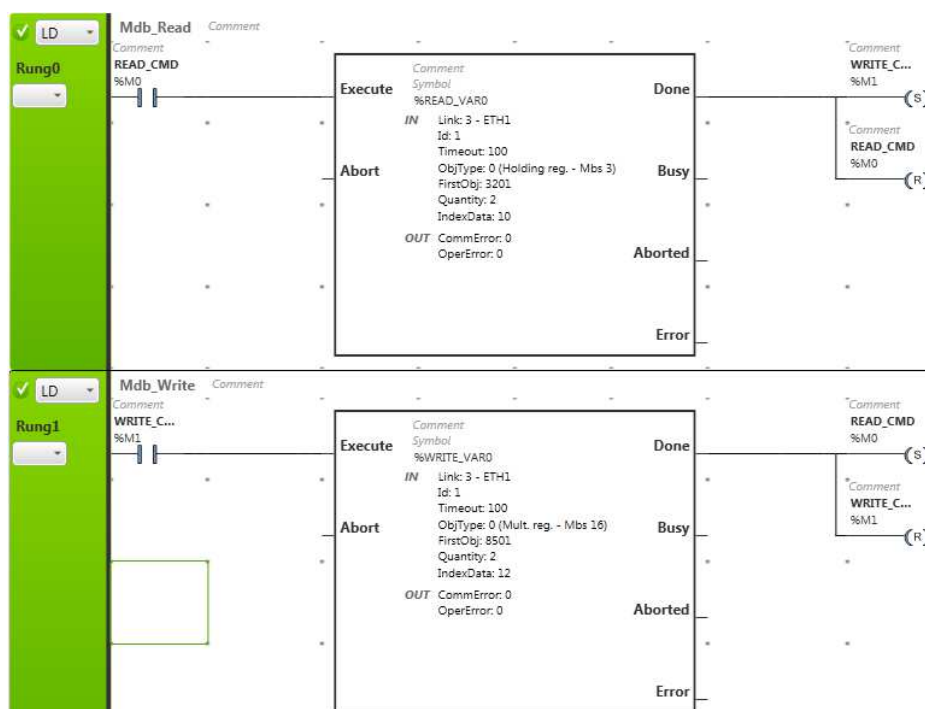 LD
Mdb_Read Comment
Rung0
Comment
READ_CMD
%M0
Execute
Abort
Comment
Symbol
%READ_VAR0
IN Link: 3 - ETH1
Id: 1
Timeout: 100
ObjType: 0 (Holding reg. - Mbs 3)
FirstObj: 3201
Quantity: 2
IndexData: 10
OUT CommError: 0
OperError: 0
Done
Busy
Aborted
Error
Comment
WRITE_C...
%M1
S
Comment
READ_CMD
%M0
R
LD
Mdb_Write Comment
Rung1
Comment
WRITE_C...
%M1
Execute
Abort
Comment
Symbol
%WRITE_VAR0
IN Link: 3 - ETH1
Id: 1
Timeout: 100
ObjType: 0 (Mult. reg. - Mbs 16)
FirstObj: 8501
Quantity: 2
IndexData: 12
OUT CommError: 0
OperError: 0
Done
Busy
Aborted
Error
Comment
READ_CMD
%M0
S
Comment
WRITE_C...
%M1
R